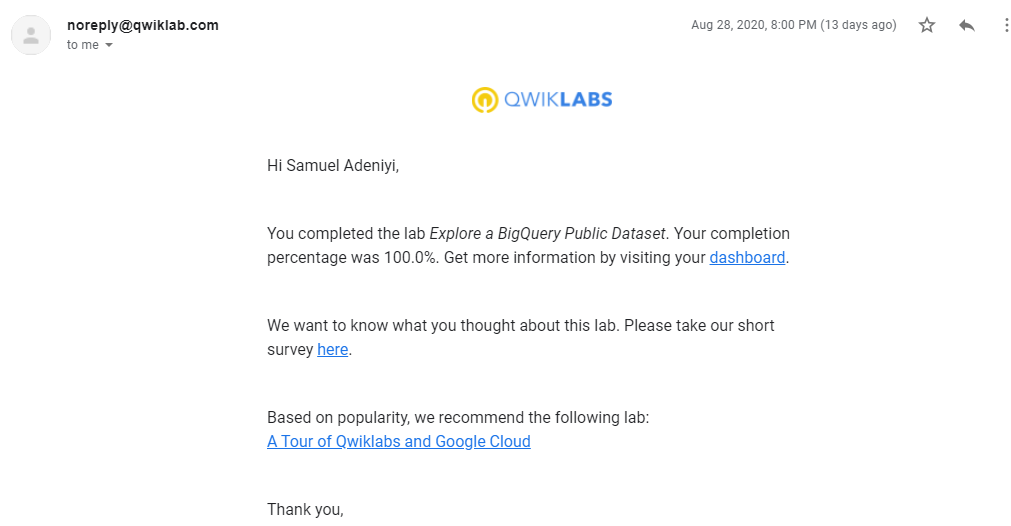 noreply@qwiklab.com
Aug 28, 2020, 8:00 PM (13 days ago)
to me
QWIKLABS
Hi Samuel Adeniyi,
You completed the lab Explore a BigQuery Public Dataset. Your completion
percentage was 100.0%. Get more information by visiting your dashboard.
We want to know what you thought about this lab. Please take our short
survey here.
Based on popularity, we recommend the following lab:
A Tour of Qwiklabs and Google Cloud
Thank you,